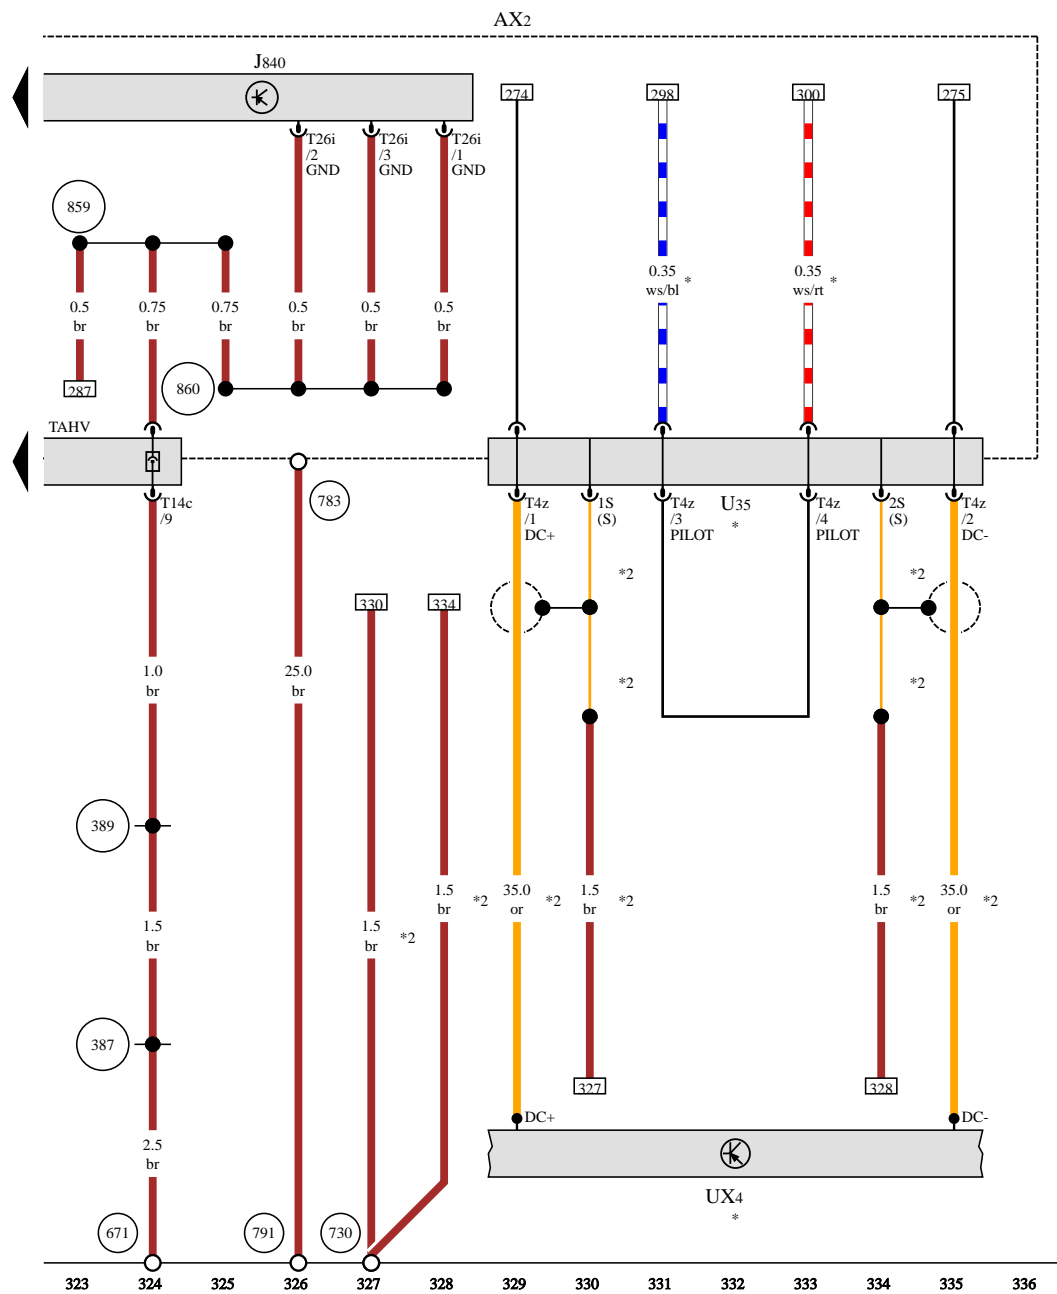 AX2
J840
274
298
300
275
T26i
/2
GND
T26i
/3
GND
T26i
/1
GND
859
0.5
br
0.75
br
0.75
br
0.5
br
0.5
br
0.5
br
0.35
ws/bl
*
0.35
ws/rt
*
287
860
TAHV
T14c
/9
783
T4z
/1
DC+
1S
(S)
T4z
/3
PILOT
U35
*
T4z
/4
PILOT
2S
(S)
T4z
/2
DC-
*2
*2
330
334
1.0
br
25.0
br
*2
*2
389
1.5
br
*2
35.0
or
*2
1.5
br
*2
1.5
br
*2
35.0
or
*2
1.5
br
1.5
br
*2
387
327
328
DC+
DC-
2.5
br
UX4
*
671
791
730
323
324
325
326
327
328
329
330
331
332
333
334
335
336